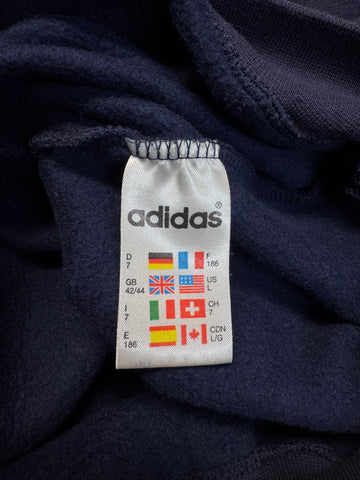 adidas®
D F
7 186
GB US
42/44 L
I CH
7 7
E CDN
186 L/G